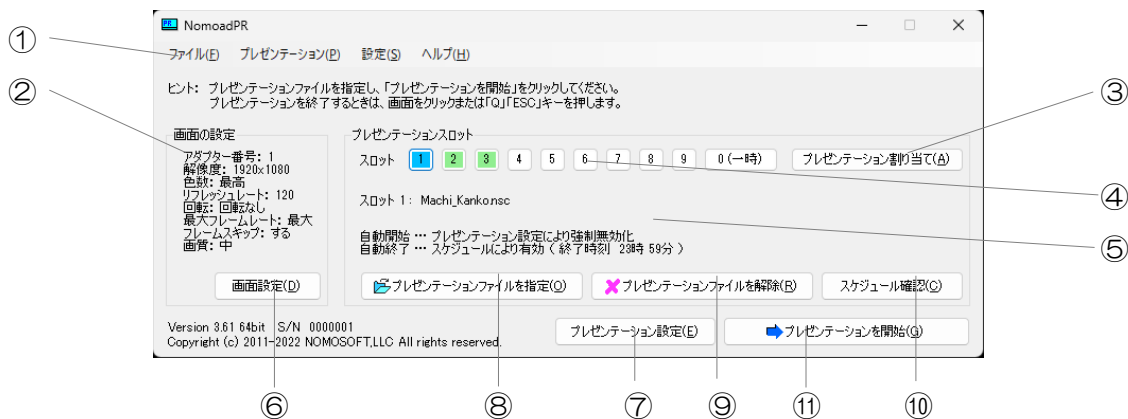 NomoadPR
① ファイル(F) プレゼンテーション(P) 設定(S) ヘルプ(H)
② ヒント: プレゼンテーションファイルを指定し、「プレゼンテーションを開始」をクリックしてください。 ③
プレゼンテーションを終了するときは、画面をクリックまたは「Q」「ESC」キーを押します。
画面の設定
アダプター番号: 1
解像度: 1920x1080
色数: 最高
リフレッシュレート: 120
回転: 回転なし
最大フレームレート: 最大
フレームスキップ: する
画質: 中
画面設定(D)
プレゼンテーションスロット
スロット 1 2 3 4 5 6 7 8 9 0 (一時) プレゼンテーション割り当て(A)
④
スロット 1 : Machi_Kanko.nsc
⑤
自動開始 … プレゼンテーション設定により強制無効化
自動終了 … スケジュールにより有効 ( 終了時刻 23時 59分 )
プレゼンテーションファイルを指定(O) プレゼンテーションファイルを解除(R) スケジュール確認(C)
Version 3.61 64bit S/N 0000001
Copyright (c) 2011-2022 NOMOSOFT,LLC All rights reserved.
プレゼンテーション設定(E) プレゼンテーションを開始(G)
⑥ ⑧ ⑦ ⑨ ⑪ ⑩